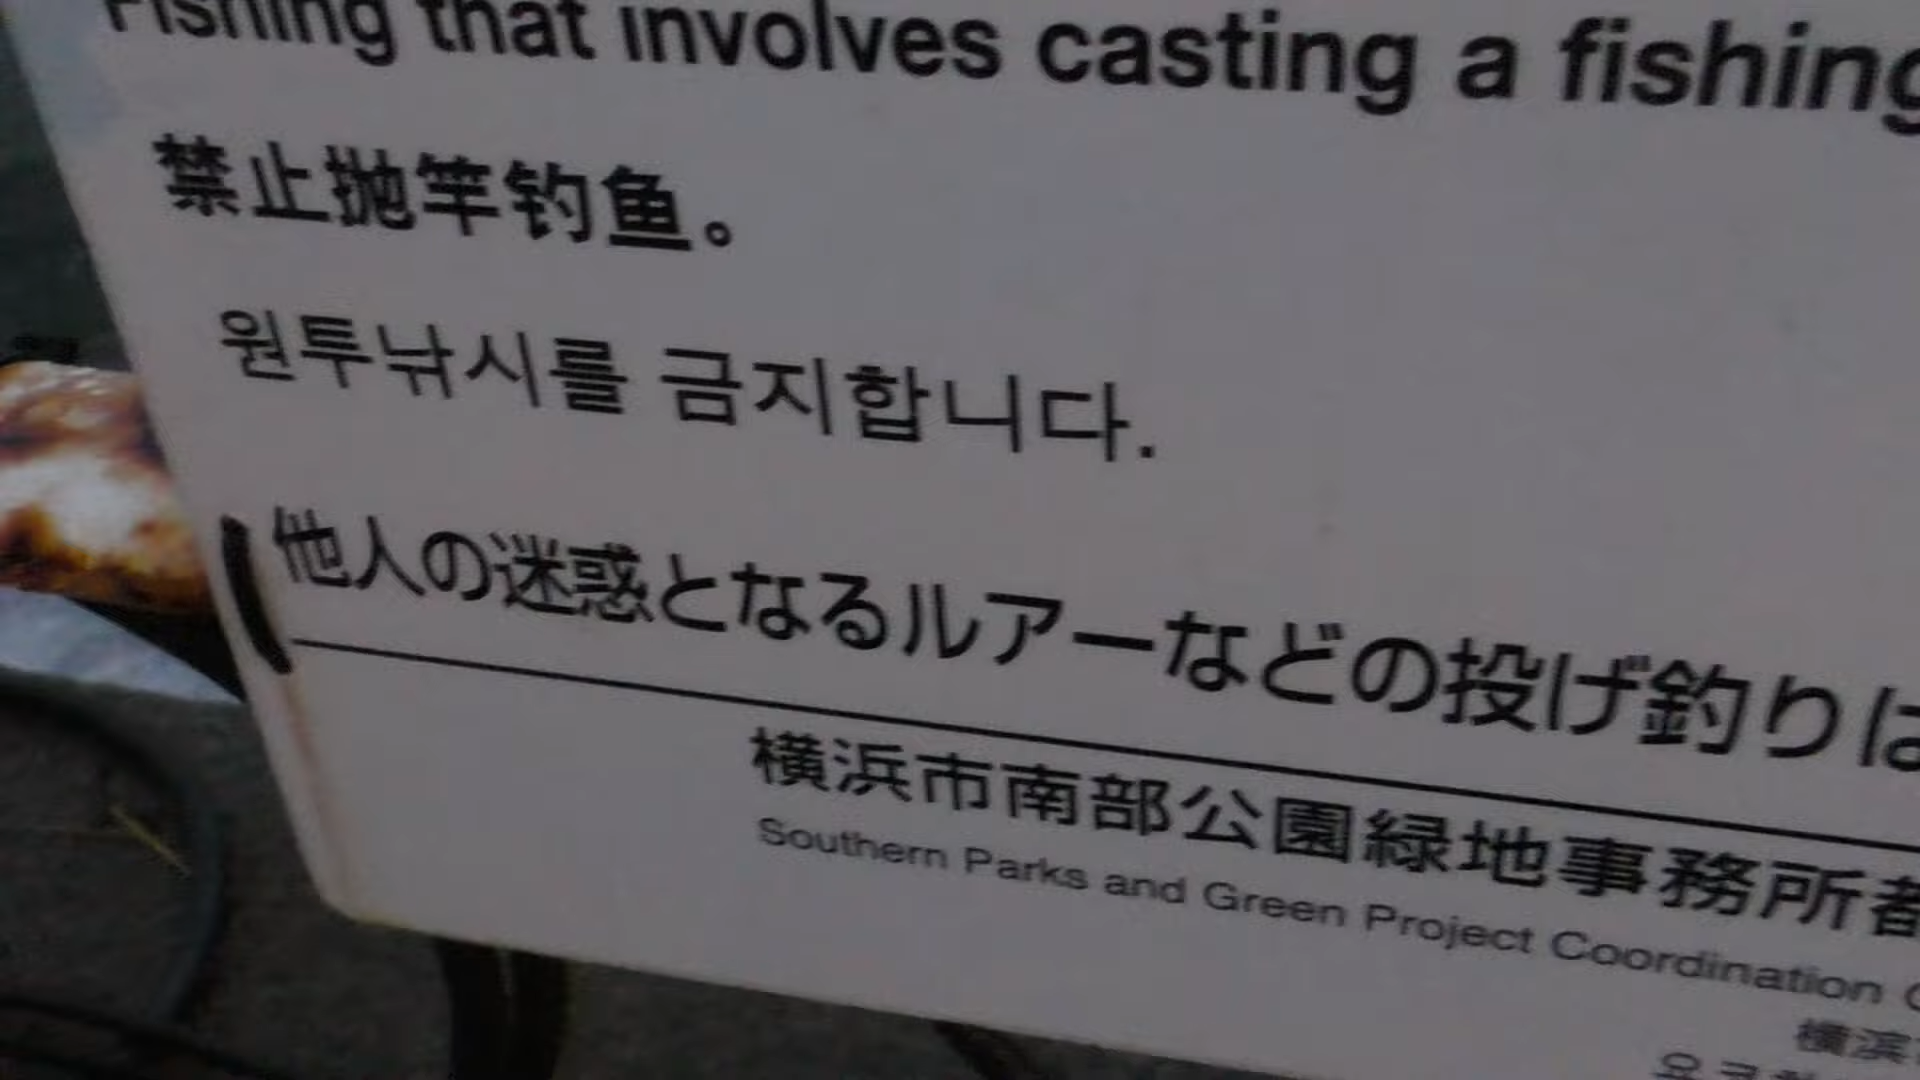 Fishing that involves casting a fishing
禁止抛竿钓鱼。
원투낚시를 금지합니다.
他人の迷惑となるルアーなどの投げ釣りは
横浜市南部公園緑地事務所
Southern Parks and Green Project Coordination
横滨